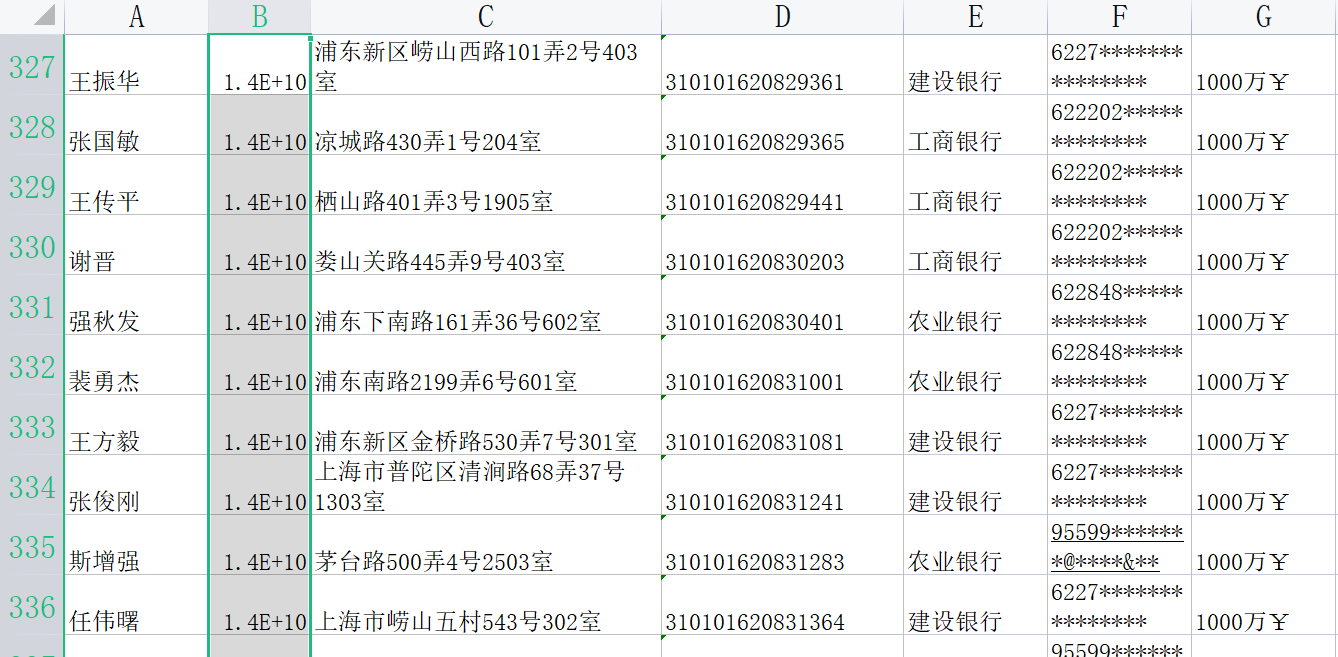 A B C D E F G
327 王振华 1.4E+10 浦东新区崂山西路101弄2号403
室 310101620829361 建设银行 6227*******
******** 1000万￥
328 张国敏 1.4E+10 凉城路430弄1号204室 310101620829365 工商银行 622202*****
******** 1000万￥
329 王传平 1.4E+10 栖山路401弄3号1905室 310101620829441 工商银行 622202*****
******** 1000万￥
330 谢晋 1.4E+10 娄山关路445弄9号403室 310101620830203 工商银行 622202*****
******** 1000万￥
331 强秋发 1.4E+10 浦东下南路161弄36号602室 310101620830401 农业银行 622848*****
******** 1000万￥
332 裴勇杰 1.4E+10 浦东南路2199弄6号601室 310101620831001 农业银行 622848*****
******** 1000万￥
333 王方毅 1.4E+10 浦东新区金桥路530弄7号301室 310101620831081 建设银行 6227*******
******** 1000万￥
334 张俊刚 1.4E+10 上海市普陀区清涧路68弄37号
1303室 310101620831241 建设银行 6227*******
******** 1000万￥
335 斯增强 1.4E+10 茅台路500弄4号2503室 310101620831283 农业银行 95599******
*@****&** 1000万￥
336 任伟曙 1.4E+10 上海市崂山五村543号302室 310101620831364 建设银行 6227*******
******** 1000万￥
95599******